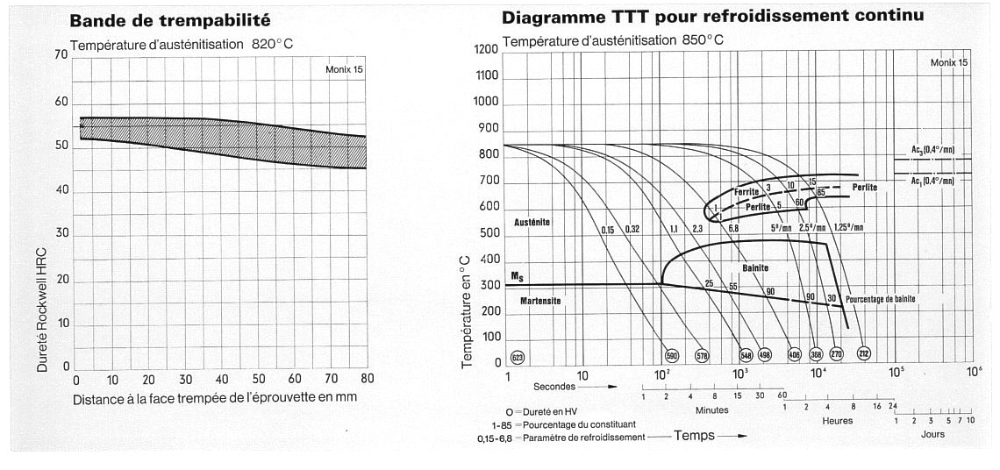 Bande de trempabilité
Température d'austénitisation 820°C
Monix 15
70
60
50
40
30
20
10
0
Dureté Rockwell HRC
0 10 20 30 40 50 60 70 80
Distance à la face trempée de l'éprouvette en mm
Diagramme TTT pour refroidissement continu
Température d'austénitisation 850°C
Monix 15
1200
1100
1000
900
800
700
600
500
400
300
200
100
0
Température en °C
Ac3 (0,4°/mn)
Ac1 (0,4°/mn)
Ferrite 3 10 15
Perlite
1
1
Perlite 5 60 85
Austénite
0.15 0.32 1,1 2,3 6,8 5°/mn 2.5°/mn 1,25°/mn
Bainite
Ms
25 55 90 90 30 Pourcentage de bainite
Martensite
623 590 578 548 498 406 368 270 212
1 10 10² 10³ 10⁴ 10⁵ 10⁶
Secondes
1 2 4 8 15 30 60
Minutes
1 2 4 8 16 24
Heures
1 2 3 5 7 10
Jours
O = Dureté en HV
1-85 = Pourcentage du constituant
0,15-6,8 = Paramètre de refroidissement Temps